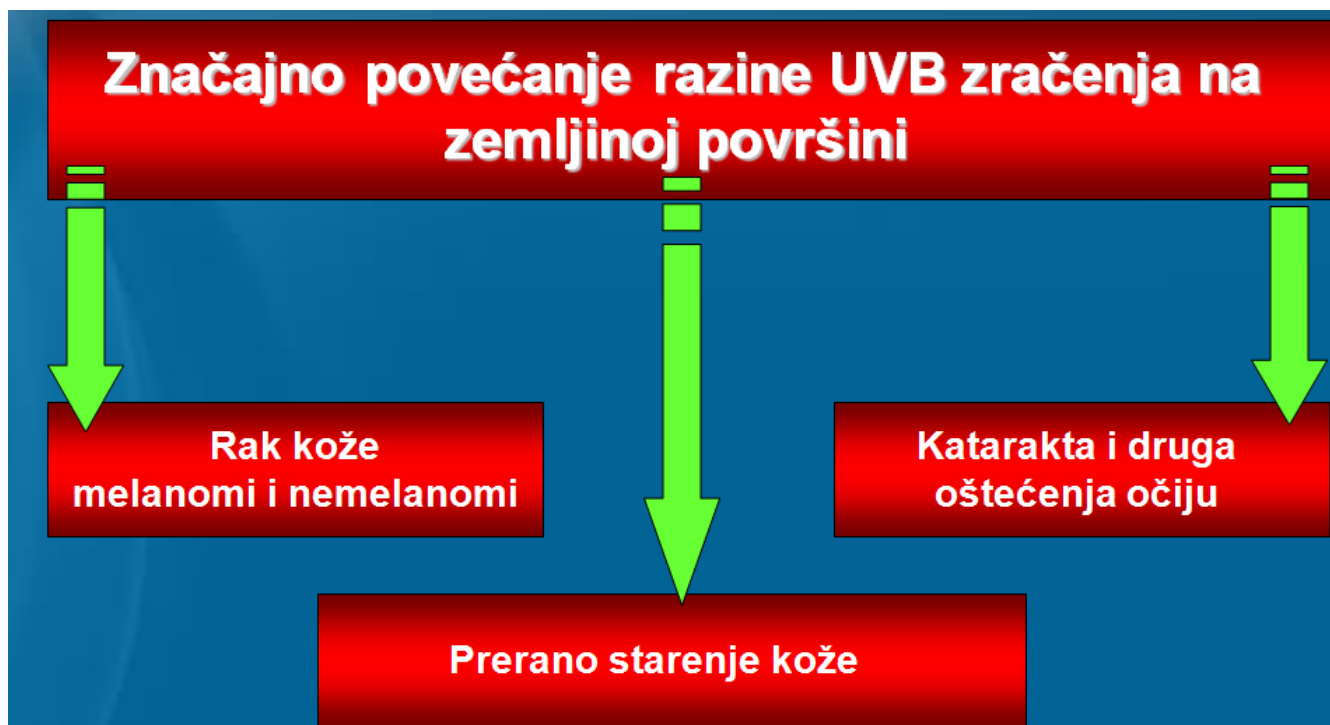 Značajno povećanje razine UVB zračenja na
zemljinoj površini
Rak kože
melanomi i nemelanomi
Katarakta i druga
oštećenja očiju
Prerano starenje kože